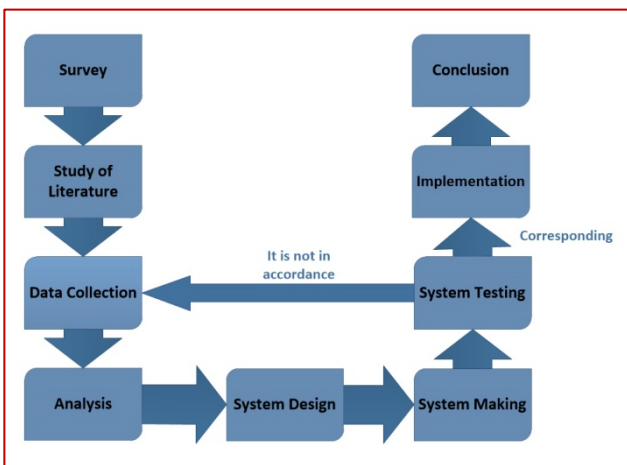 Survey
Study of
Literature
Data Collection
Analysis
System Design
System Making
System Testing
It is not in
accordance
Corresponding
Implementation
Conclusion